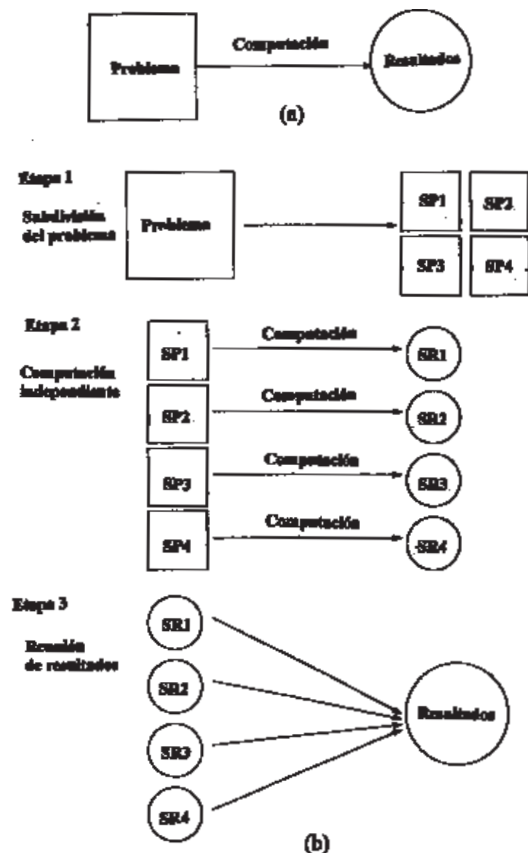 Problema
Computación
Resultados
(a)
Etapa 1
Subdivisión
del problema
Problema
SP1
SP2
SP3
SP4
Etapa 2
Computación
independiente
SP1
Computación
SR1
SP2
Computación
SR2
SP3
Computación
SR3
SP4
Computación
SR4
Etapa 3
Reunión
de resultados
SR1
SR2
SR3
SR4
Resultados
(b)